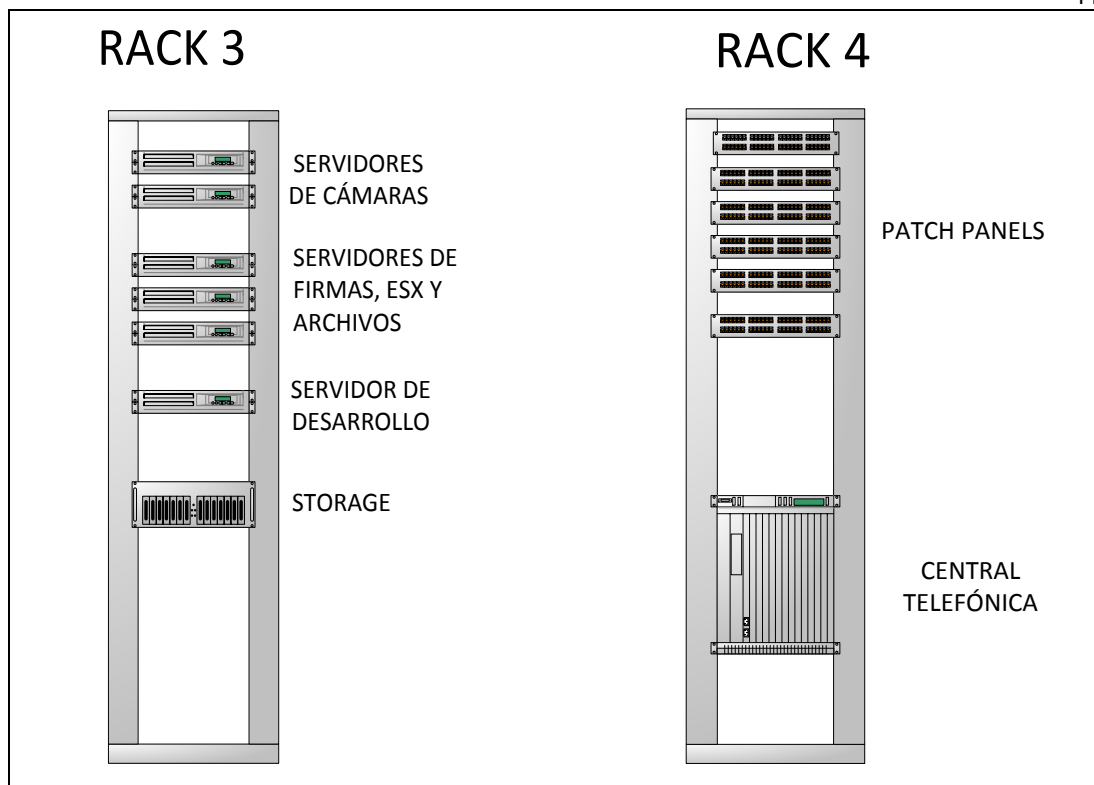 RACK 3
SERVIDORES
DE CÁMARAS
SERVIDORES DE
FIRMAS, ESX Y
ARCHIVOS
SERVIDOR DE
DESARROLLO
STORAGE
RACK 4
PATCH PANELS
CENTRAL
TELEFÓNICA